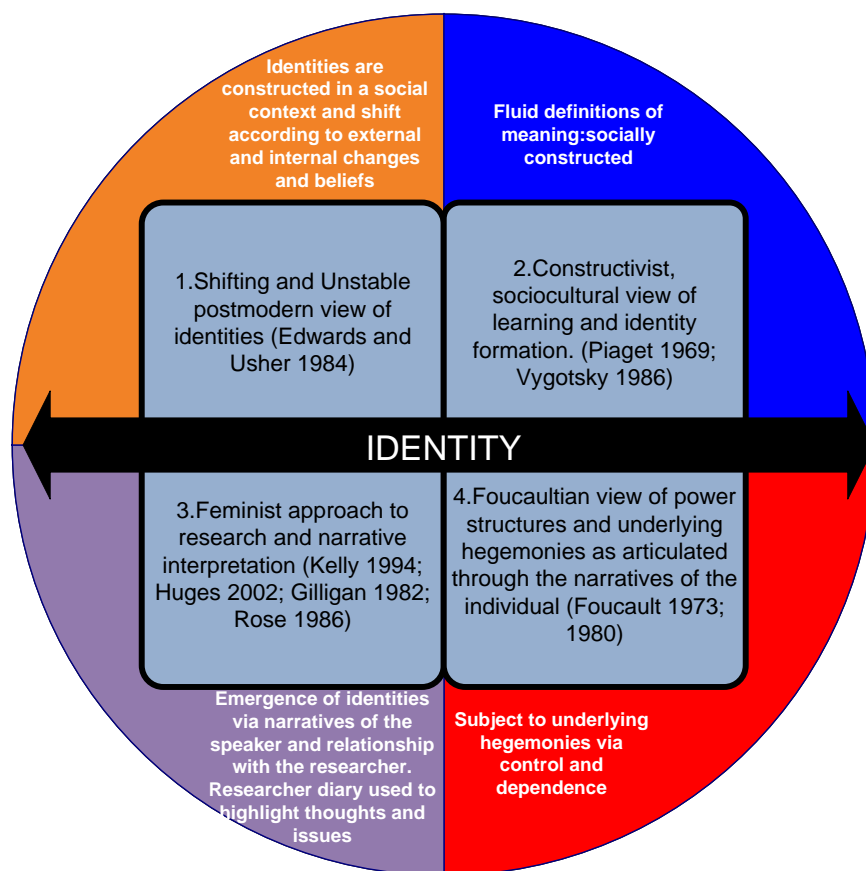 Identities are
constructed in a social
context and shift
according to external
and internal changes
and beliefs
Fluid definitions of
meaning:socially
constructed
1.Shifting and Unstable
postmodern view of
identities (Edwards and
Usher 1984)
2.Constructivist,
sociocultural view of
learning and identity
formation. (Piaget 1969;
Vygotsky 1986)
IDENTITY
3.Feminist approach to
research and narrative
interpretation (Kelly 1994;
Huges 2002; Gilligan 1982;
Rose 1986)
4.Foucaultian view of power
structures and underlying
hegemonies as articulated
through the narratives of the
individual (Foucault 1973;
1980)
Emergence of identities
via narratives of the
speaker and relationship
with the researcher.
Researcher diary used to
highlight thoughts and
issues
Subject to underlying
hegemonies via
control and
dependence